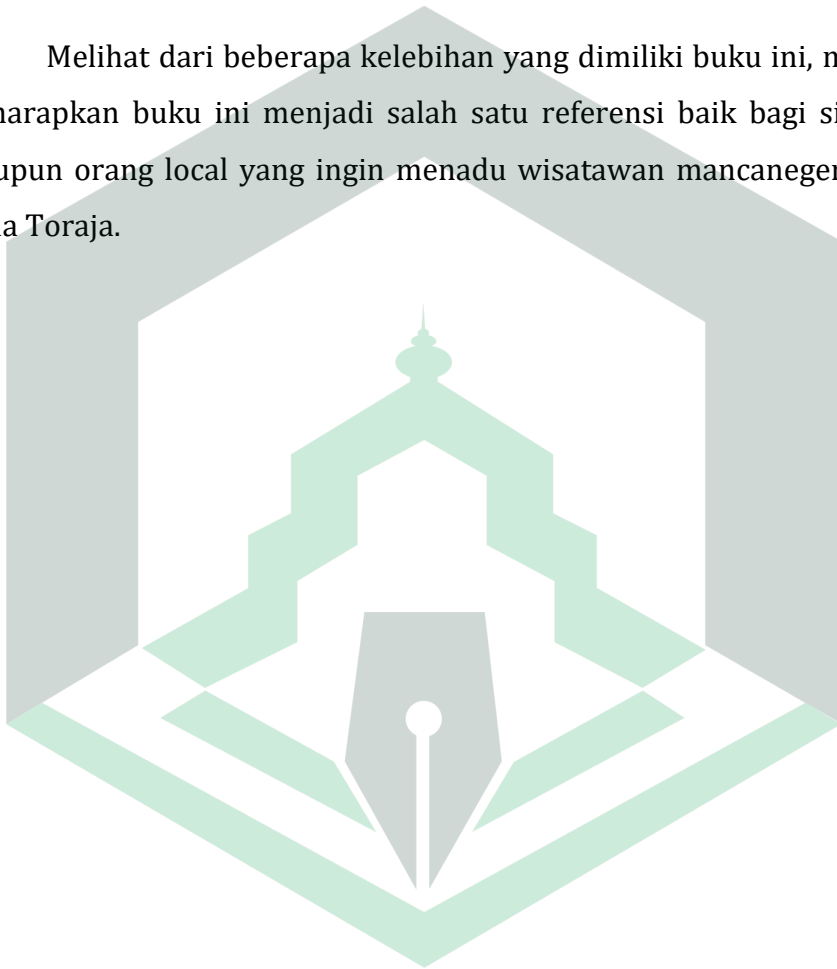 Melihat dari beberapa kelebihan yang dimiliki buku ini, m
harapkan buku ini menjadi salah satu referensi baik bagi si
upun orang local yang ingin menadu wisatawan mancaneger
a Toraja.